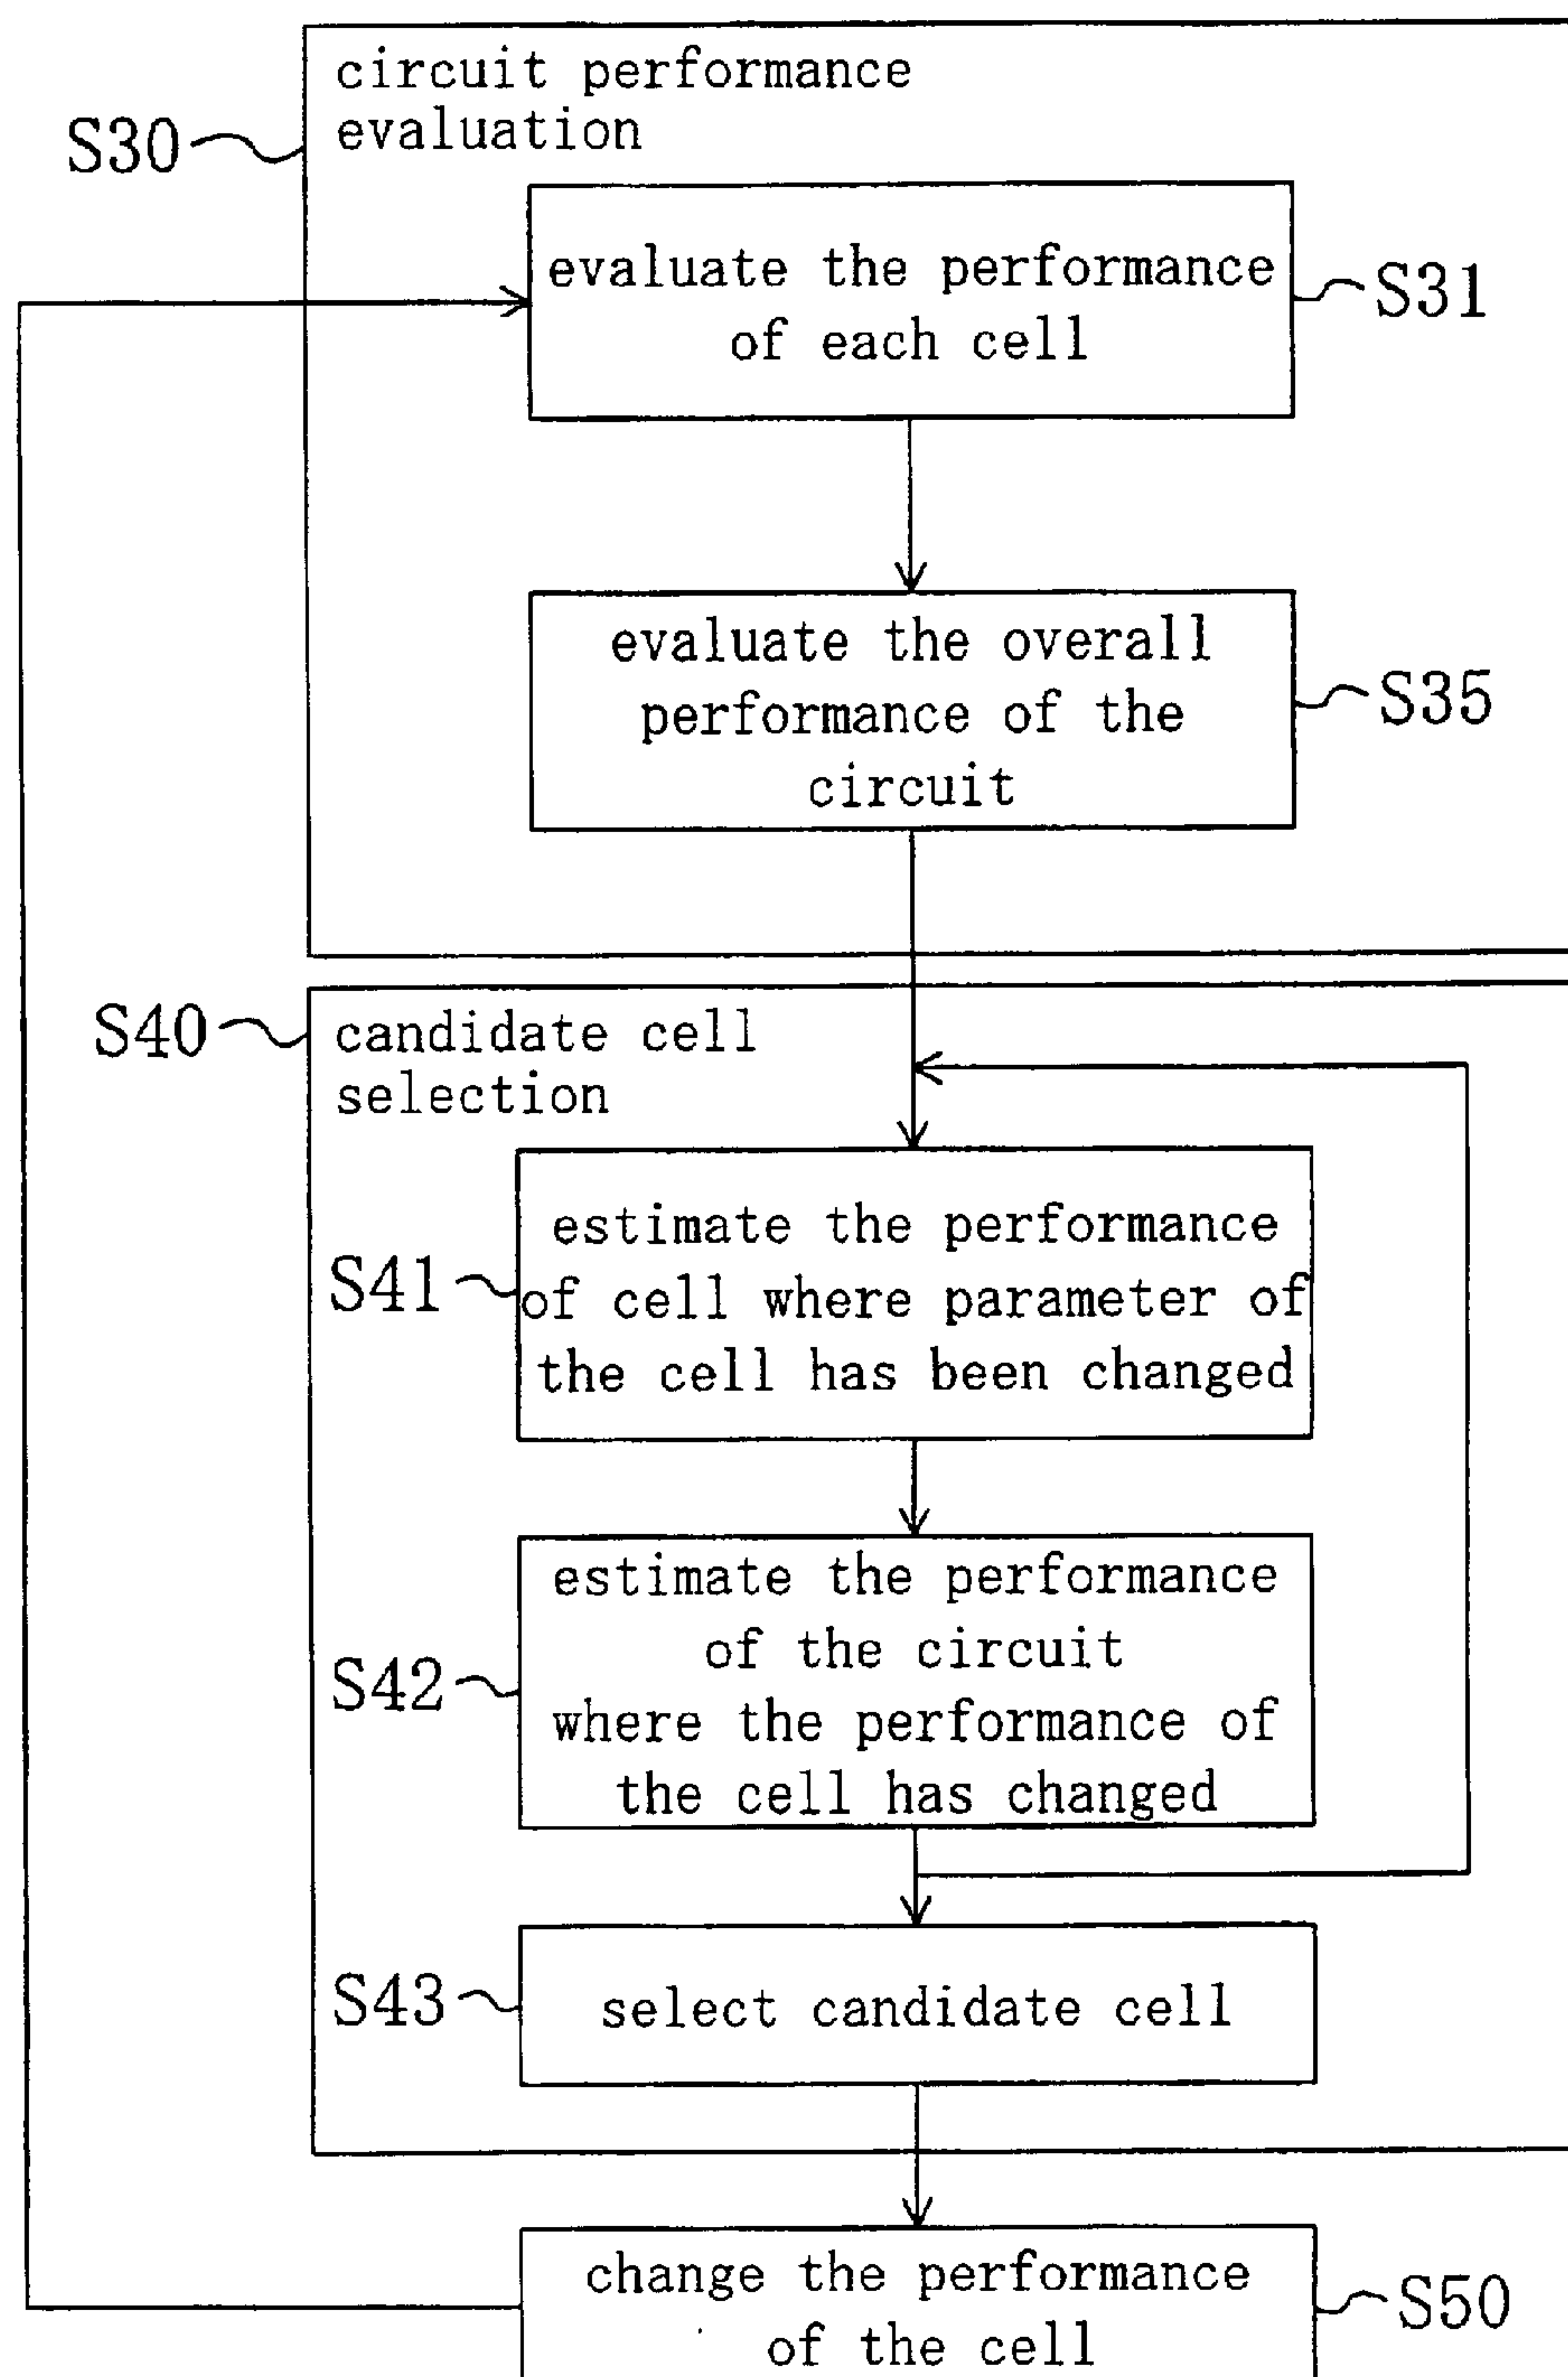 circuit performance
evaluation
S30
evaluate the performance
of each cell
S31
evaluate the overall
performance of the
circuit
S35
S40
candidate cell
selection
estimate the performance
of cell where parameter of
the cell has been changed
S41
estimate the performance
of the circuit
where the performance of
the cell has changed
S42
S43
select candidate cell
change the performance
of the cell
S50